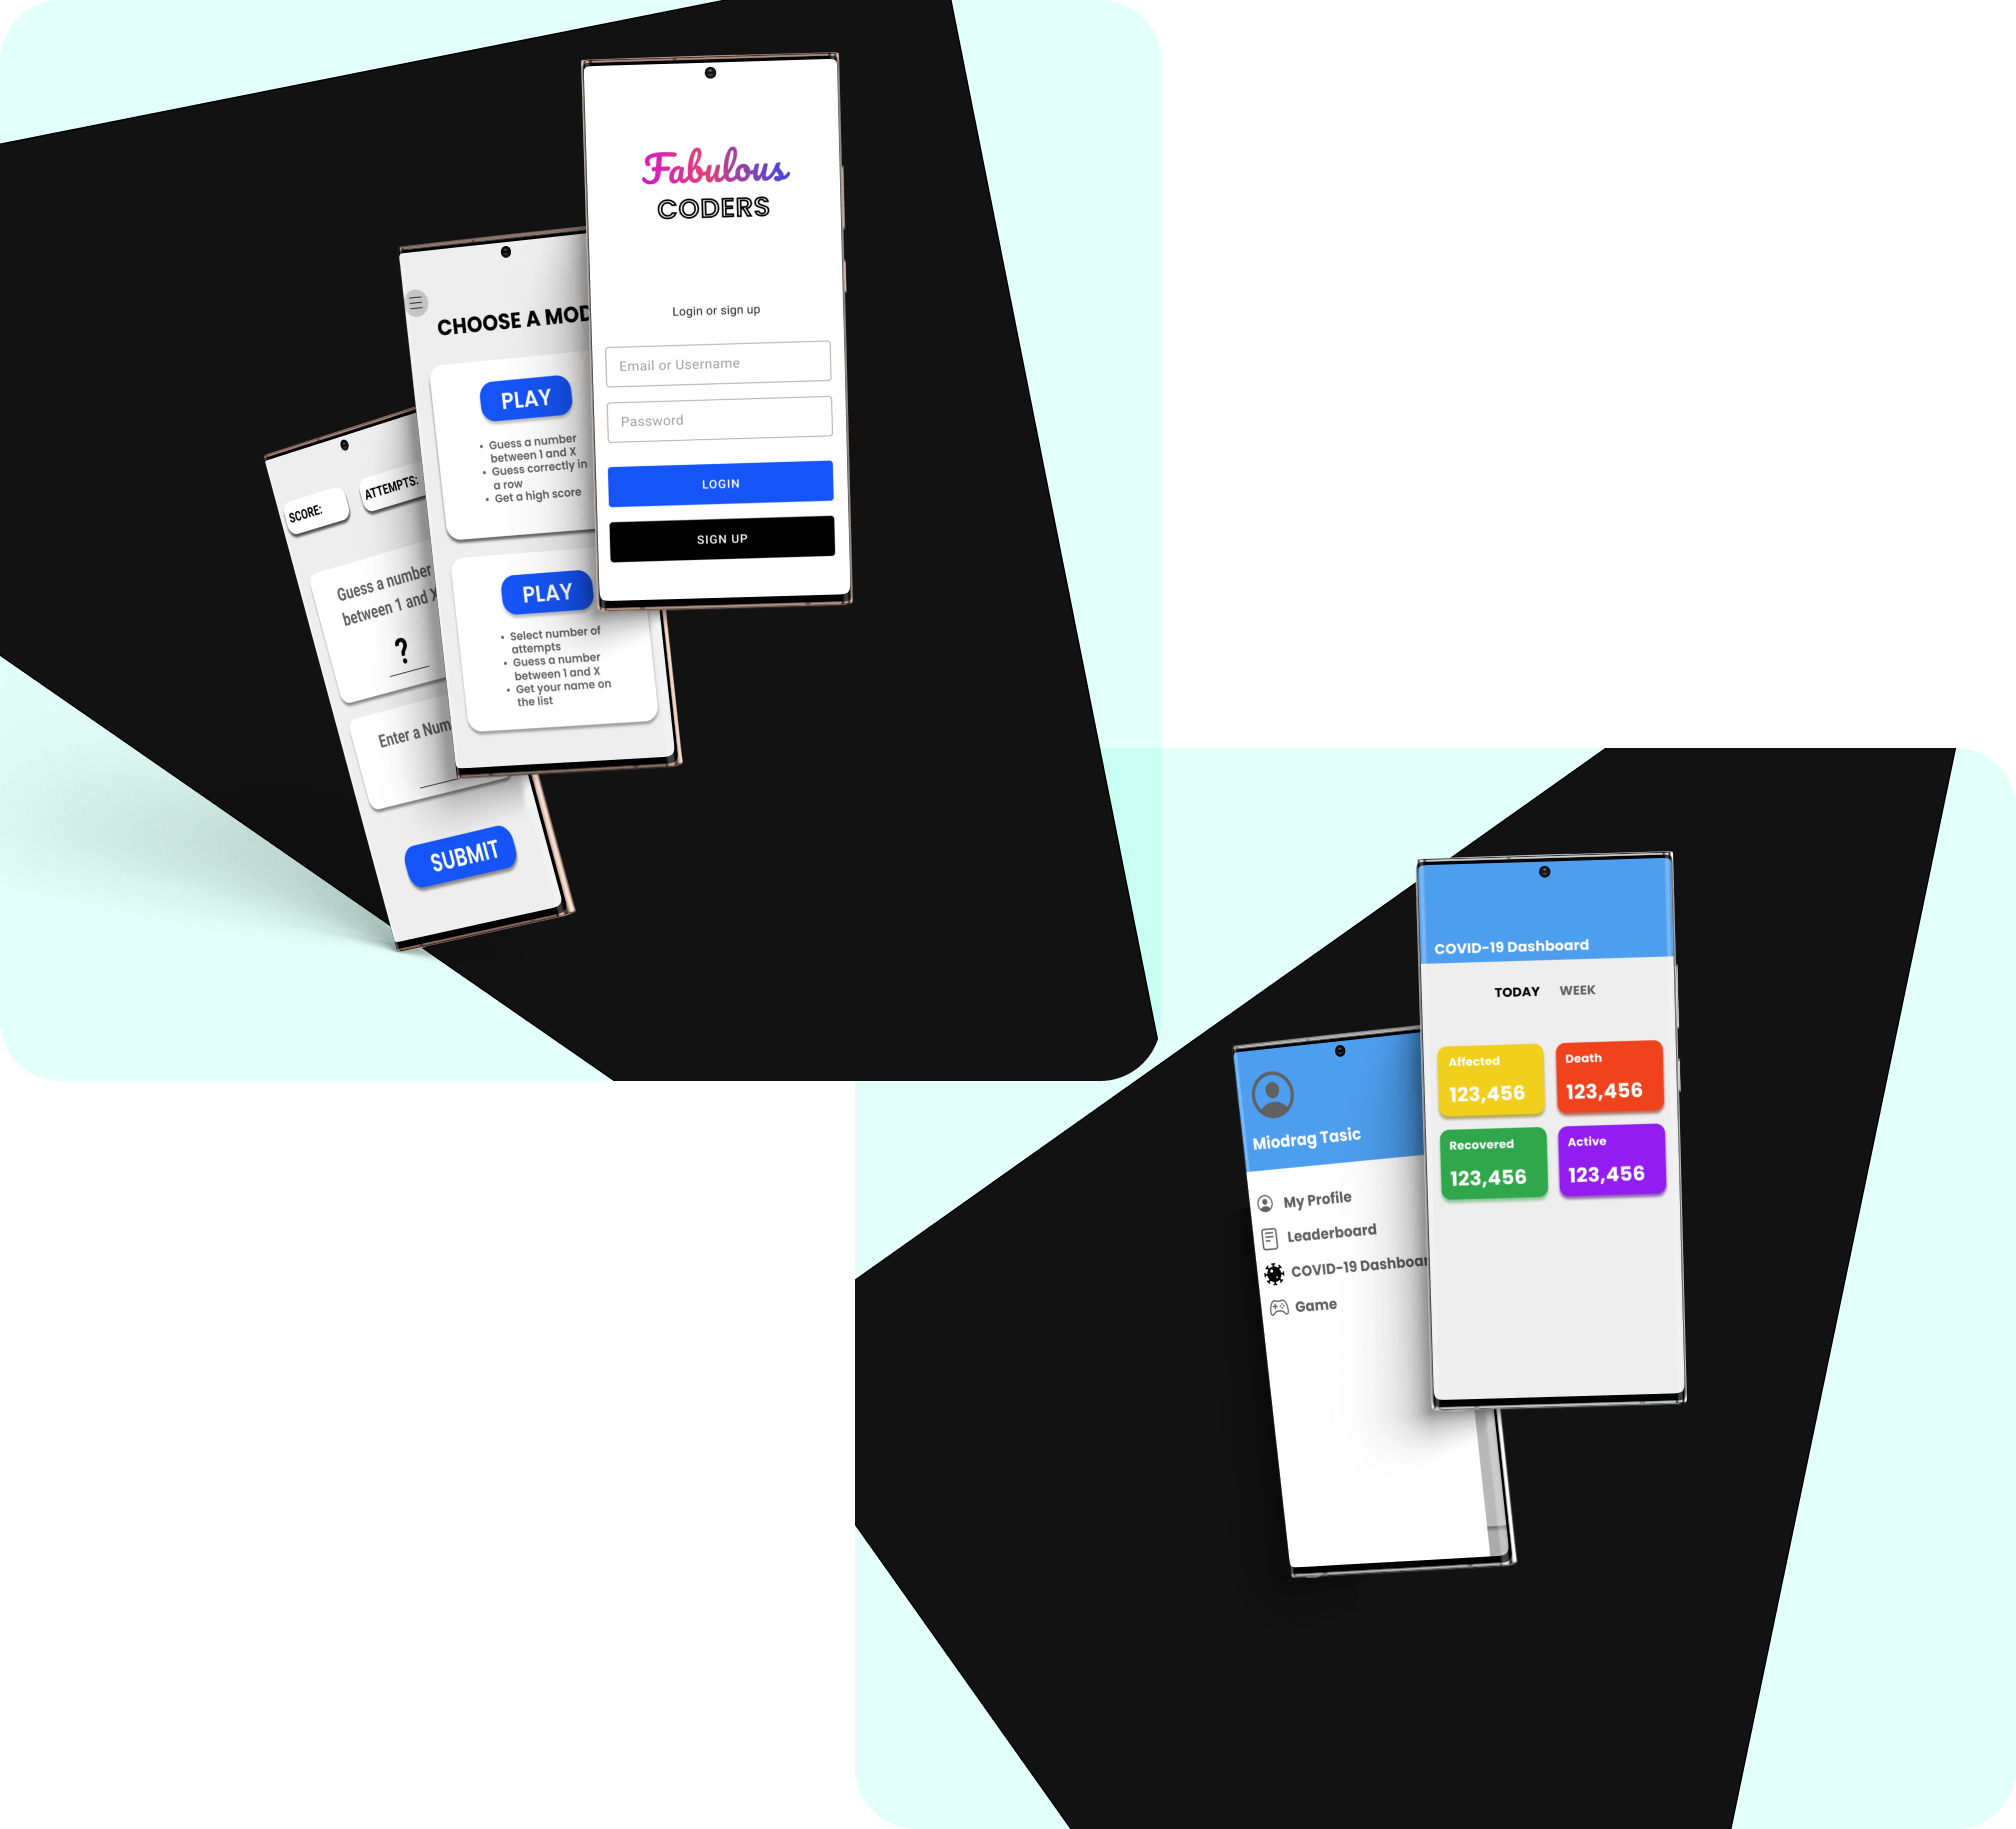 Fabulous
CODERS
Login or sign up
Email or Username
Password
LOGIN
SIGN UP
CHOOSE A MOD
PLAY
• Guess a number
between 1 and X
• Guess correctly in
a row
• Get a high score
PLAY
• Select number of
attempts
• Guess a number
between 1 and X
• Get your name on
the list
SCORE:
ATTEMPTS:
Guess a number
between 1 and X
?
Enter a Num
SUBMIT
COVID-19 Dashboard
TODAY WEEK
Affected
123,456
Death
123,456
Recovered
123,456
Active
123,456
Miodrag Tasic
My Profile
Leaderboard
COVID-19 Dashboar
Game